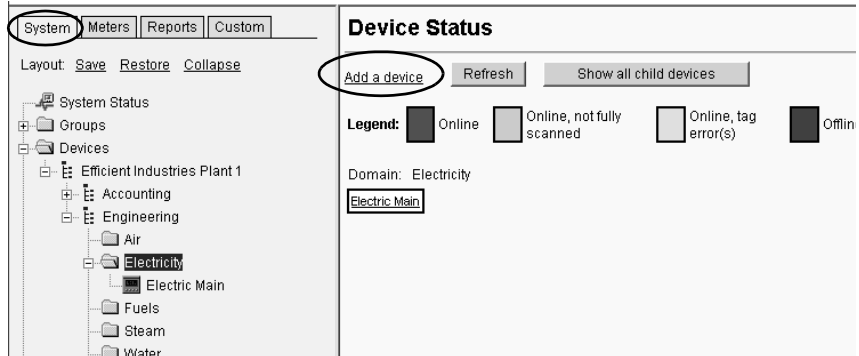 System Meters Reports Custom
Layout: Save Restore Collapse
System Status
Groups
Devices
Efficient Industries Plant 1
Accounting
Engineering
Air
Electricity
Electric Main
Fuels
Steam
Water
Device Status
Add a device Refresh Show all child devices
Legend: Online Online, not fully scanned Online, tag error(s) Offlin
Domain: Electricity
Electric Main